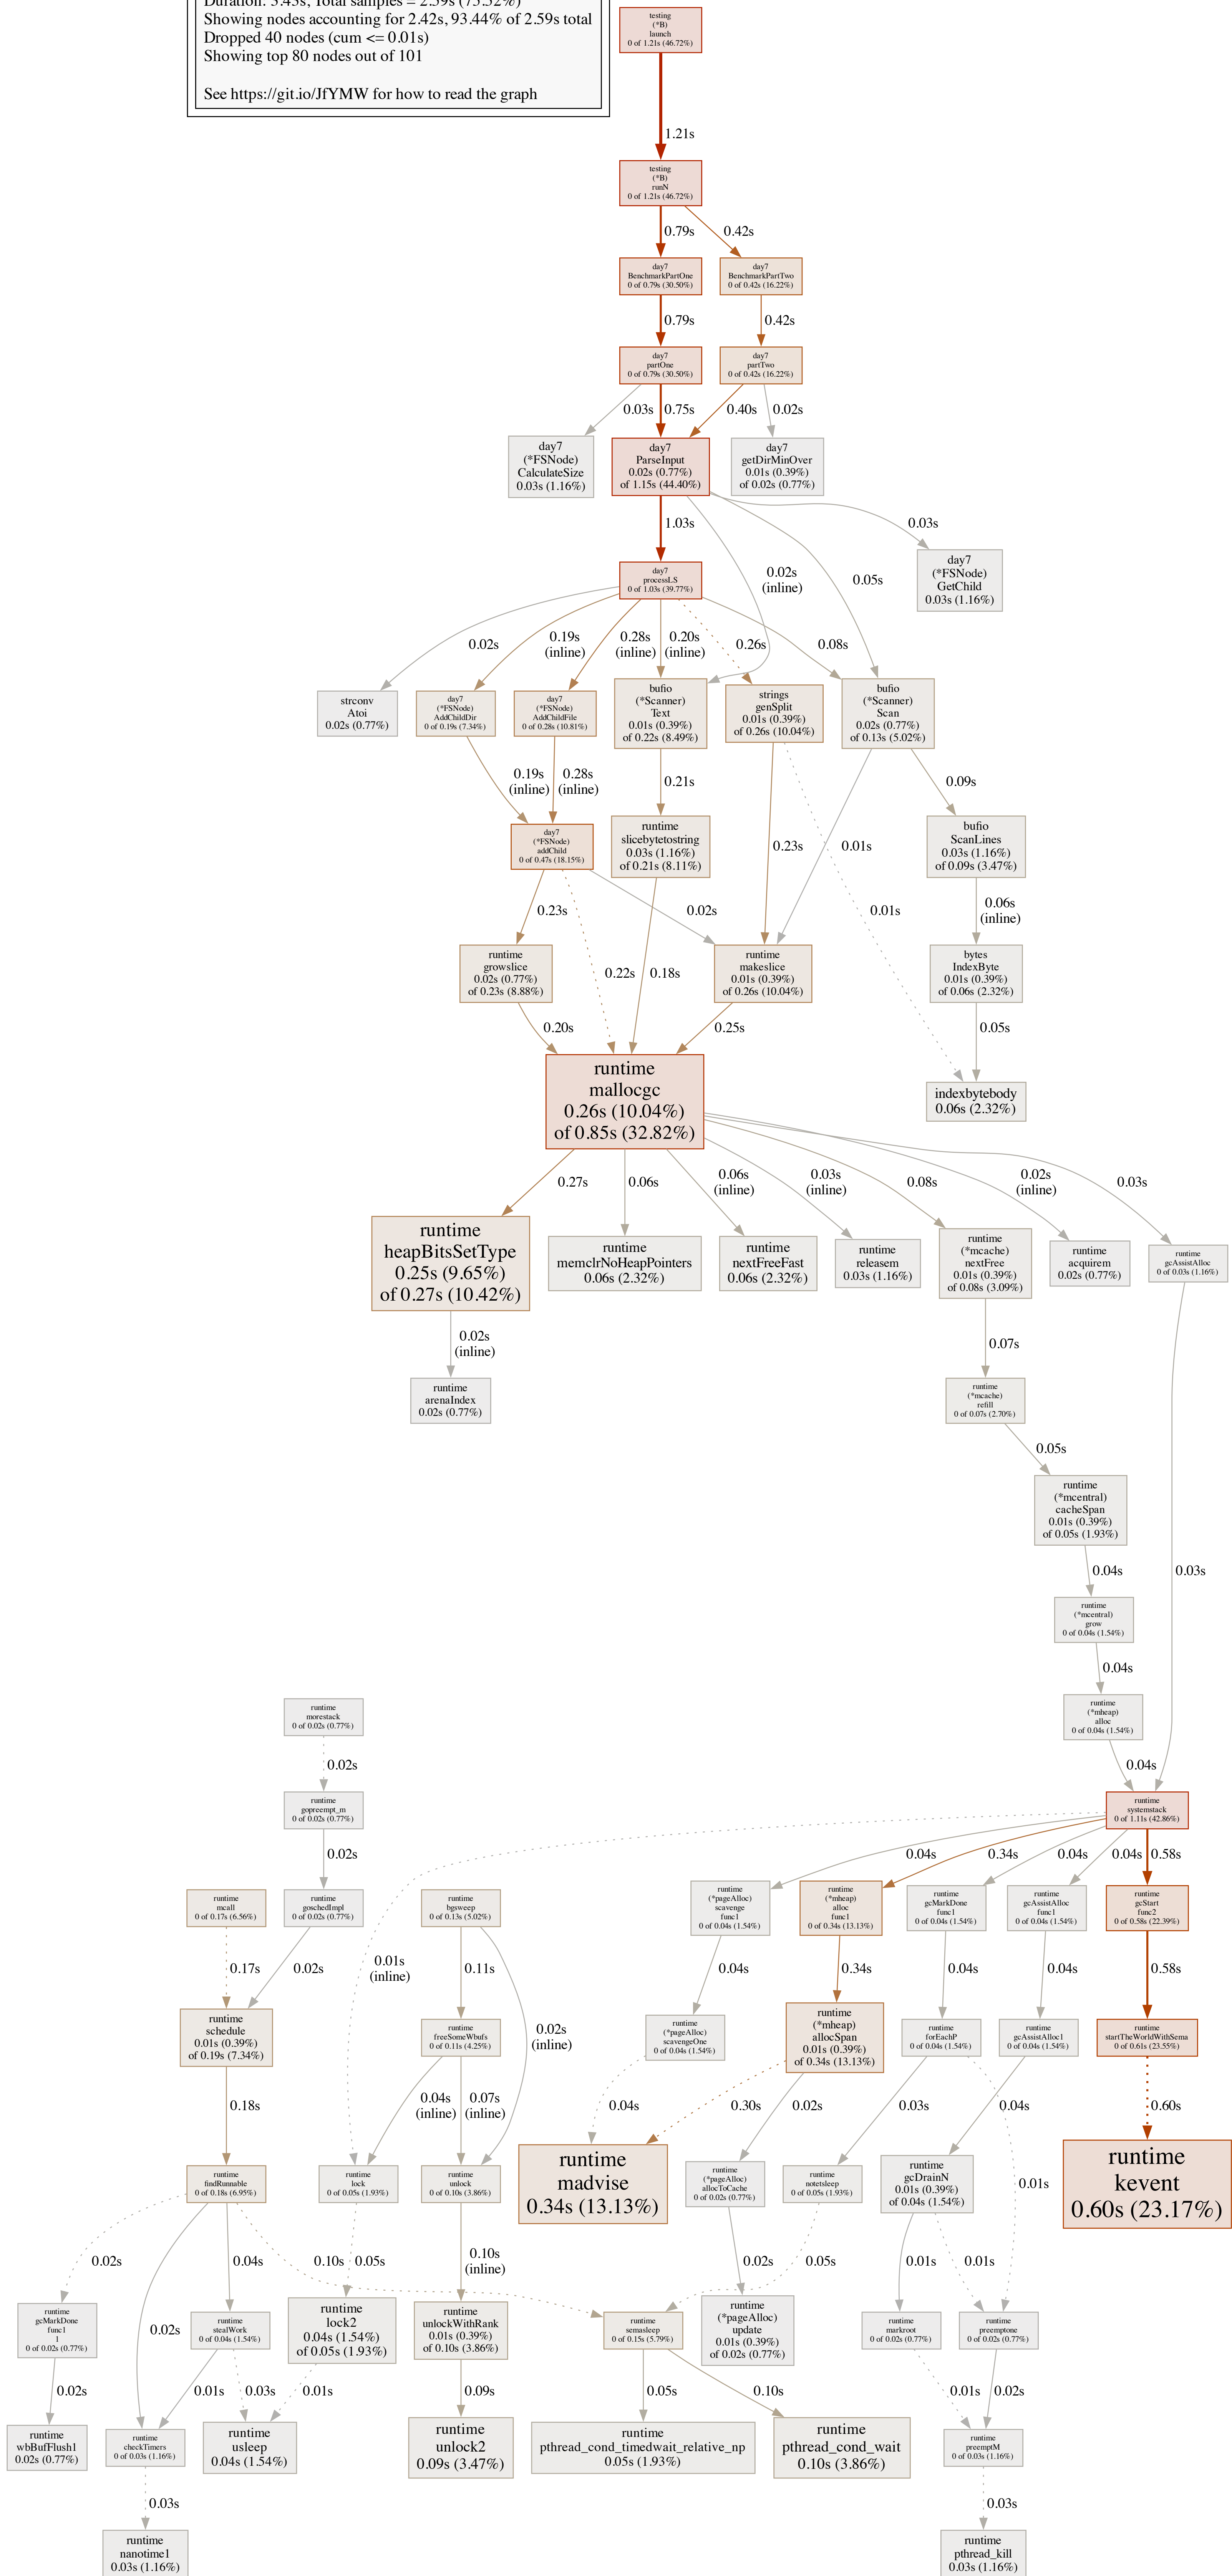 Showing nodes accounting for 2.42s, 93.44% of 2.59s total
Dropped 40 nodes (cum <= 0.01s)
Showing top 80 nodes out of 101
See https://git.io/JfYMW for how to read the graph
testing
(*B)
launch
0 of 1.21s (46.72%)
1.21s
testing
(*B)
runN
0 of 1.21s (46.72%)
0.79s
0.42s
day7
BenchmarkPartOne
0 of 0.79s (30.50%)
day7
BenchmarkPartTwo
0 of 0.42s (16.22%)
0.79s
0.42s
day7
partOne
0 of 0.79s (30.50%)
day7
partTwo
0 of 0.42s (16.22%)
0.03s
0.75s
0.40s
0.02s
day7
(*FSNode)
CalculateSize
0.03s (1.16%)
day7
ParseInput
0.02s (0.77%)
of 1.15s (44.40%)
day7
getDirMinOver
0.01s (0.39%)
of 0.02s (0.77%)
1.03s
0.02s
(inline)
0.05s
0.03s
day7
processLS
0 of 1.03s (39.77%)
day7
(*FSNode)
GetChild
0.03s (1.16%)
0.02s
0.19s
(inline)
0.28s
(inline)
0.20s
(inline)
0.26s
0.08s
strconv
Atoi
0.02s (0.77%)
day7
(*FSNode)
AddChildDir
0 of 0.19s (7.34%)
day7
(*FSNode)
AddChildFile
0 of 0.28s (10.81%)
bufio
(*Scanner)
Text
0.01s (0.39%)
of 0.22s (8.49%)
strings
genSplit
0.01s (0.39%)
of 0.26s (10.04%)
bufio
(*Scanner)
Scan
0.02s (0.77%)
of 0.13s (5.02%)
0.19s
(inline)
0.28s
(inline)
0.21s
0.09s
day7
(*FSNode)
addChild
0 of 0.47s (18.15%)
runtime
slicebytetostring
0.03s (1.16%)
of 0.21s (8.11%)
0.23s
0.01s
bufio
ScanLines
0.03s (1.16%)
of 0.09s (3.47%)
0.23s
0.02s
0.01s
0.06s
(inline)
runtime
growslice
0.02s (0.77%)
of 0.23s (8.88%)
0.22s
0.18s
runtime
makeslice
0.01s (0.39%)
of 0.26s (10.04%)
bytes
IndexByte
0.01s (0.39%)
of 0.06s (2.32%)
0.20s
0.25s
0.05s
runtime
mallocgc
0.26s (10.04%)
of 0.85s (32.82%)
indexbytebody
0.06s (2.32%)
0.27s
0.06s
0.06s
(inline)
0.03s
(inline)
0.08s
0.02s
(inline)
0.03s
runtime
heapBitsSetType
0.25s (9.65%)
of 0.27s (10.42%)
runtime
memclrNoHeapPointers
0.06s (2.32%)
runtime
nextFreeFast
0.06s (2.32%)
runtime
releasem
0.03s (1.16%)
runtime
(*mcache)
nextFree
0.01s (0.39%)
of 0.08s (3.09%)
runtime
acquirem
0.02s (0.77%)
runtime
gcAssistAlloc
0 of 0.03s (1.16%)
0.02s
(inline)
0.07s
runtime
arenaIndex
0.02s (0.77%)
runtime
(*mcache)
refill
0 of 0.07s (2.70%)
0.05s
runtime
(*mcentral)
cacheSpan
0.01s (0.39%)
of 0.05s (1.93%)
0.04s
0.03s
runtime
(*mcentral)
grow
0 of 0.04s (1.54%)
0.04s
runtime
morestack
0 of 0.02s (0.77%)
runtime
(*mheap)
alloc
0 of 0.04s (1.54%)
0.02s
0.04s
runtime
gopreempt_m
0 of 0.02s (0.77%)
runtime
systemstack
0 of 1.11s (42.86%)
0.02s
0.04s
0.34s
0.04s
0.04s
0.58s
runtime
mcall
0 of 0.17s (6.56%)
runtime
goschedImpl
0 of 0.02s (0.77%)
runtime
bgsweep
0 of 0.13s (5.02%)
runtime
(*pageAlloc)
scavenge
func1
0 of 0.04s (1.54%)
runtime
(*mheap)
alloc
func1
0 of 0.34s (13.13%)
runtime
gcMarkDone
func1
0 of 0.04s (1.54%)
runtime
gcAssistAlloc
func1
0 of 0.04s (1.54%)
runtime
gcStart
func2
0 of 0.58s (22.39%)
0.17s
0.02s
0.01s
(inline)
0.11s
0.04s
0.34s
0.04s
0.04s
0.58s
runtime
schedule
0.01s (0.39%)
of 0.19s (7.34%)
runtime
freeSomeWbufs
0 of 0.11s (4.25%)
0.02s
(inline)
runtime
(*pageAlloc)
scavengeOne
0 of 0.04s (1.54%)
runtime
(*mheap)
allocSpan
0.01s (0.39%)
of 0.34s (13.13%)
runtime
forEachP
0 of 0.04s (1.54%)
runtime
gcAssistAlloc1
0 of 0.04s (1.54%)
runtime
startTheWorldWithSema
0 of 0.61s (23.55%)
0.18s
0.04s
(inline)
0.07s
(inline)
0.04s
0.30s
0.02s
0.03s
0.04s
0.60s
runtime
findRunnable
0 of 0.18s (6.95%)
runtime
lock
0 of 0.05s (1.93%)
runtime
unlock
0 of 0.10s (3.86%)
runtime
madvise
0.34s (13.13%)
runtime
(*pageAlloc)
allocToCache
0 of 0.02s (0.77%)
runtime
notetsleep
0 of 0.05s (1.93%)
runtime
gcDrainN
0.01s (0.39%)
of 0.04s (1.54%)
0.01s
runtime
kevent
0.60s (23.17%)
0.02s
0.04s
0.10s
0.05s
0.10s
(inline)
0.02s
0.05s
0.01s
0.01s
runtime
gcMarkDone
func1
1
0 of 0.02s (0.77%)
0.02s
runtime
stealWork
0 of 0.04s (1.54%)
runtime
lock2
0.04s (1.54%)
of 0.05s (1.93%)
runtime
unlockWithRank
0.01s (0.39%)
of 0.10s (3.86%)
runtime
semasleep
0 of 0.15s (5.79%)
runtime
(*pageAlloc)
update
0.01s (0.39%)
of 0.02s (0.77%)
runtime
markroot
0 of 0.02s (0.77%)
runtime
preemptone
0 of 0.02s (0.77%)
0.02s
0.01s
0.03s
0.01s
0.09s
0.05s
0.10s
0.01s
0.02s
runtime
wbBufFlush1
0.02s (0.77%)
runtime
checkTimers
0 of 0.03s (1.16%)
runtime
usleep
0.04s (1.54%)
runtime
unlock2
0.09s (3.47%)
runtime
pthread_cond_timedwait_relative_np
0.05s (1.93%)
runtime
pthread_cond_wait
0.10s (3.86%)
runtime
preemptM
0 of 0.03s (1.16%)
0.03s
0.03s
runtime
nanotime1
0.03s (1.16%)
runtime
pthread_kill
0.03s (1.16%)